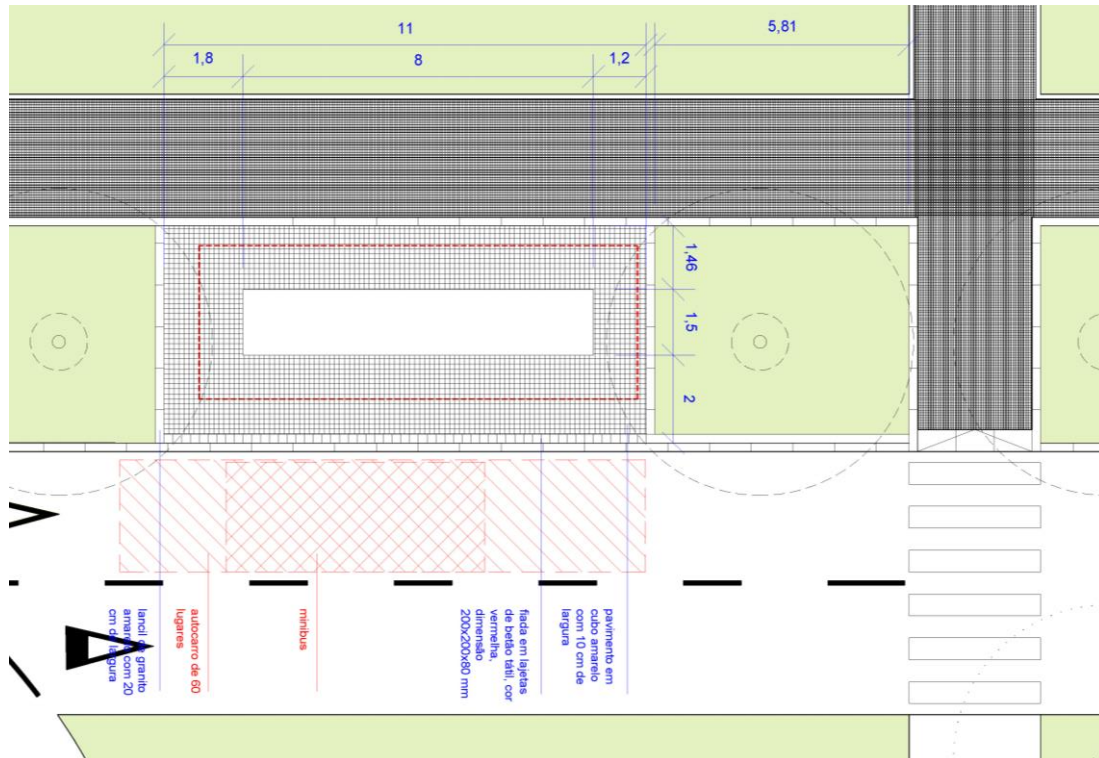 11
5,81
1,8
8
1,2
1,46
1,5
2
lancil de granito
amarelo com 20
cm de largura
autocarro de 60
lugares
minibus
fiada em lajetas
de betão tátil, cor
vermelha,
dimensão
200x200x80 mm
pavimento em
cubo amarelo
com 10 cm de
largura